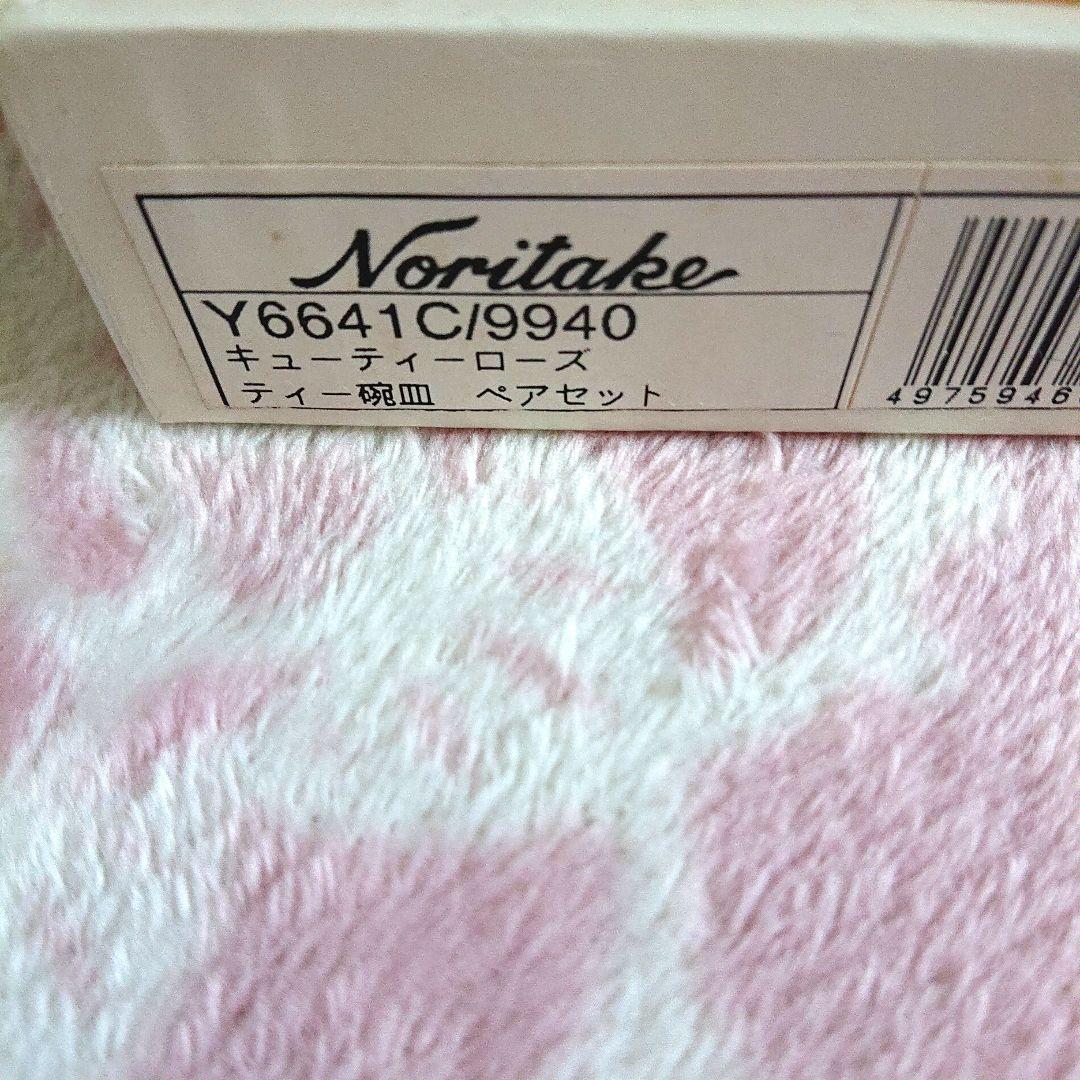 Noritake
Y6641C/9940
キューティーローズ
ティー碗皿　ペアセット
4975946